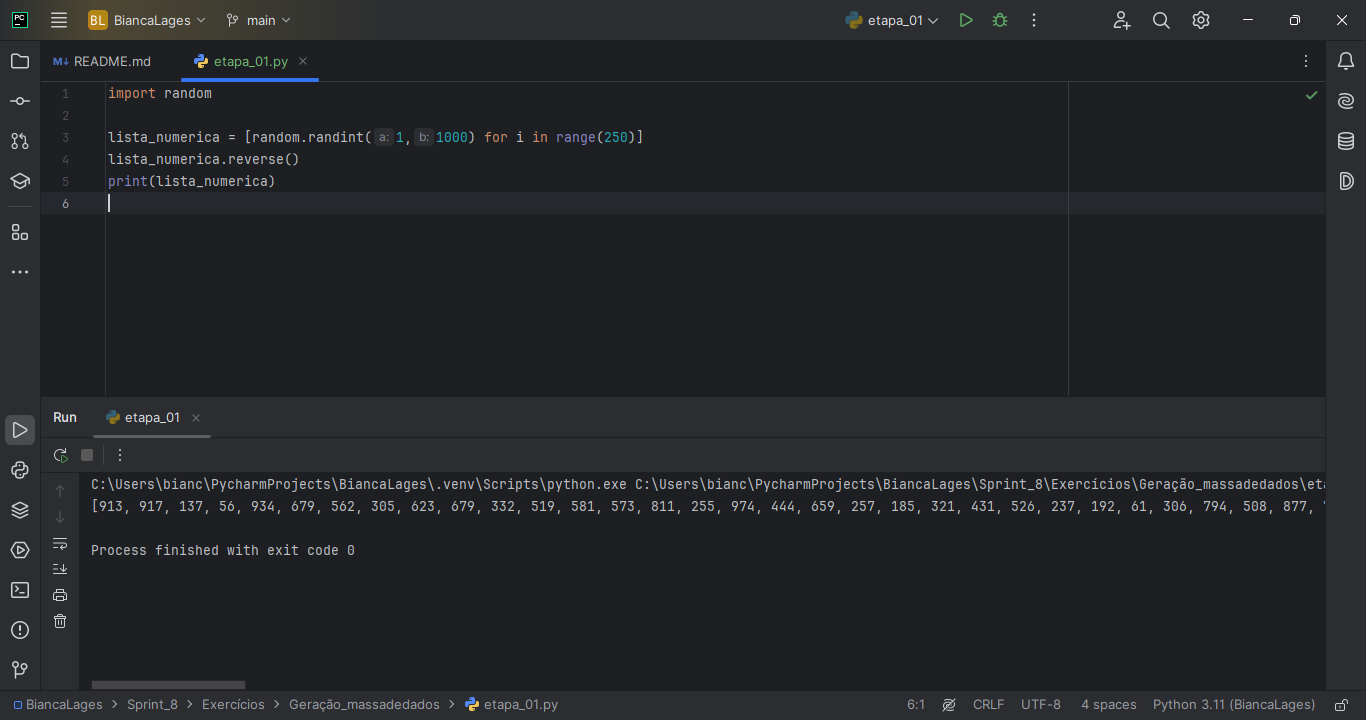 PC
BL BiancaLages main etapa_01
M↓ README.md etapa_01.py
1 import random
2
3 lista_numerica = [random.randint( a: 1, b: 1000) for i in range(250)]
4 lista_numerica.reverse()
5 print(lista_numerica)
6
Run etapa_01
C:\Users\bianc\PycharmProjects\BiancaLages\.venv\Scripts\python.exe C:\Users\bianc\PycharmProjects\BiancaLages\Sprint_8\Exercícios\Geração_massadedados\eta
[913, 917, 137, 56, 934, 679, 562, 305, 623, 679, 332, 519, 581, 573, 811, 255, 974, 444, 659, 257, 185, 321, 431, 526, 237, 192, 61, 306, 794, 508, 877,
Process finished with exit code 0
BiancaLages > Sprint_8 > Exercícios > Geração_massadedados > etapa_01.py 6:1 CRLF UTF-8 4 spaces Python 3.11 (BiancaLages)